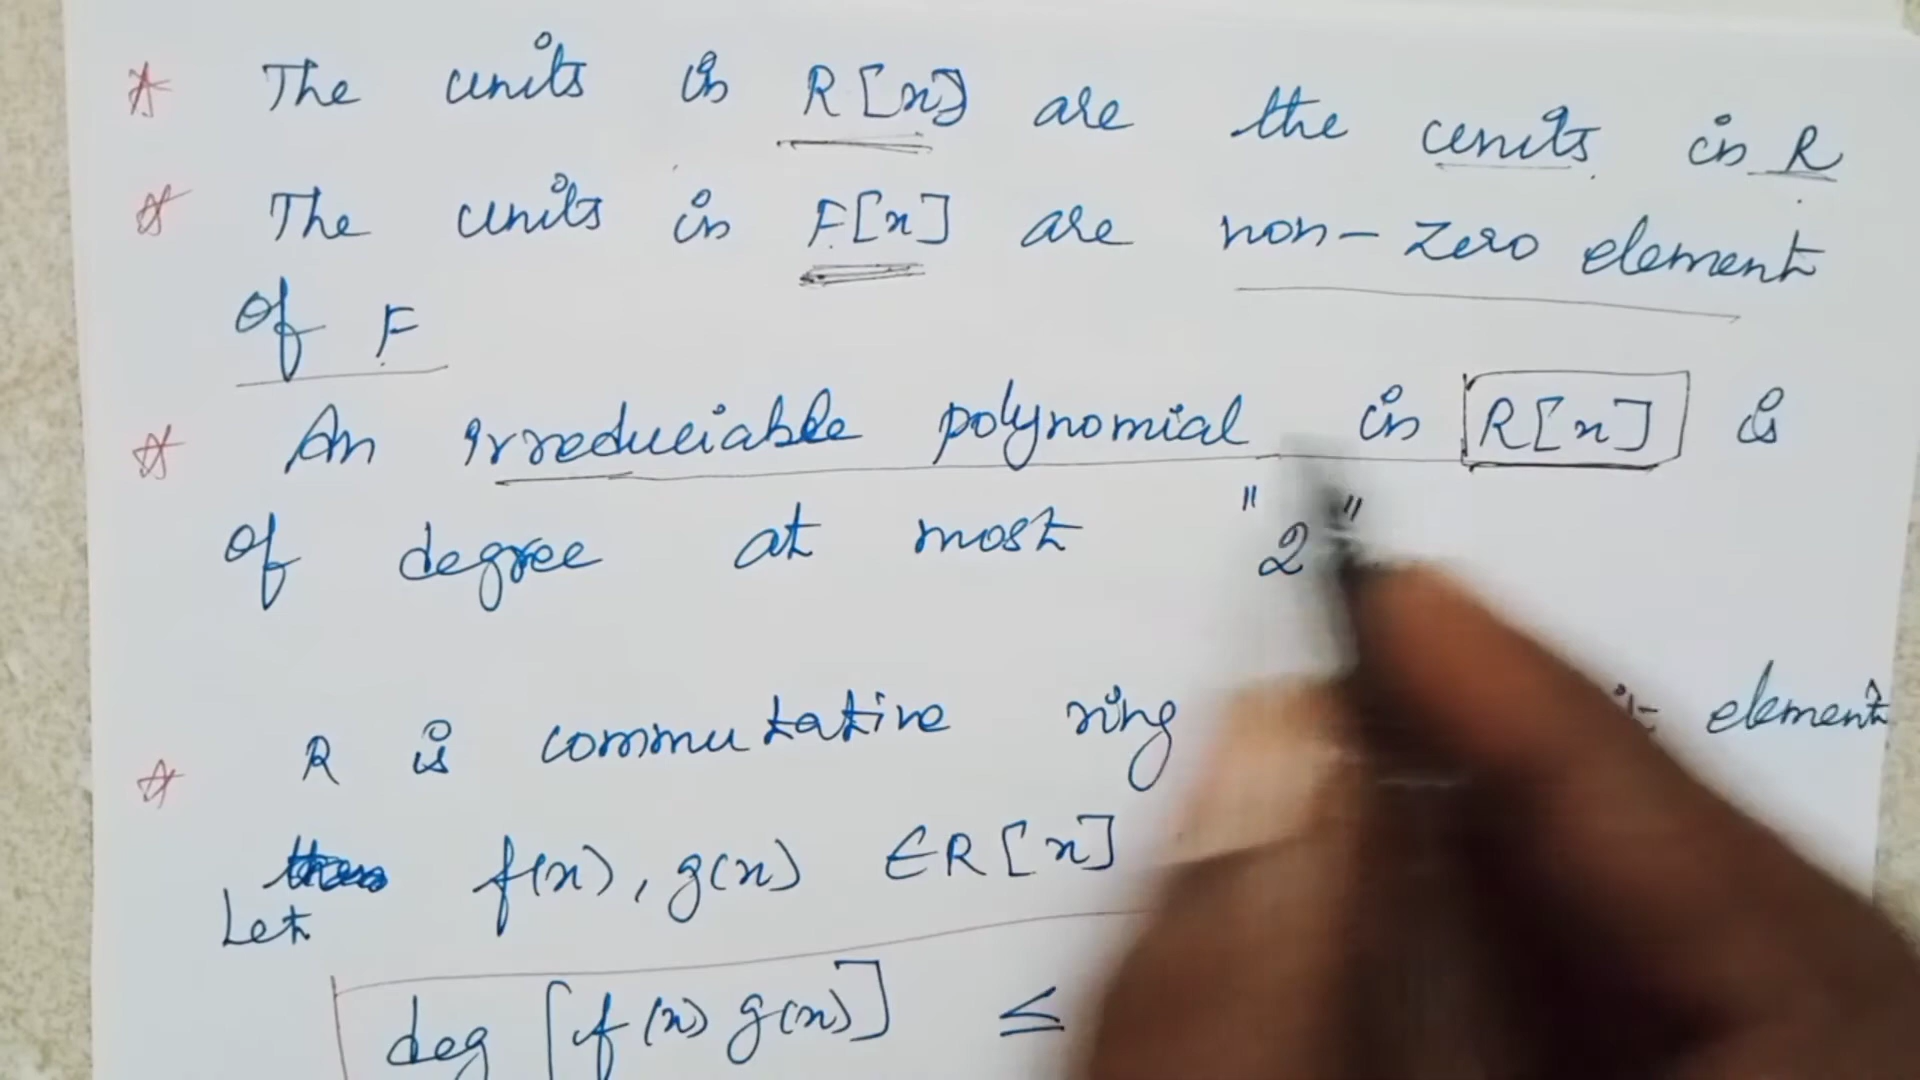 The units in R[x] are the units in R
The units in F[x] are non-zero element
of F
An irreduciable polynomial in R[x] is
of degree at most "2"
R is commutative ring element
Let f(x), g(x) ∈ R[x]
deg [f(x) g(x)] ≤